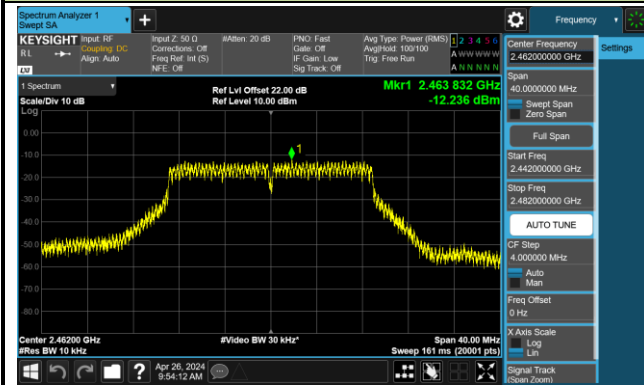 Spectrum Analyzer 1
Swept SA
Frequency
KEYSIGHT Input: RF
RL
Coupling: DC
Align: Auto
LXI
Input Z: 50 Ω
Corrections: Off
Freq Ref: Int (S)
NFE: Off
#Atten: 20 dB
PNO: Fast
Gate: Off
IF Gain: Low
Sig Track: Off
Avg Type: Power (RMS)
Avg|Hold: 100/100
Trig: Free Run
1 2 3 4 5 6
A W W W W W
A N N N N N
1 Spectrum
Scale/Div 10 dB
Log
Ref Lvl Offset 22.00 dB
Ref Level 10.00 dBm
Mkr1 2.463 832 GHz
-12.236 dBm
0.00
-10.0
-20.0
-30.0
-40.0
-50.0
-60.0
-70.0
-80.0
1
Center 2.46200 GHz
#Res BW 10 kHz
#Video BW 30 kHz*
Span 40.00 MHz
Sweep 161 ms (20001 pts)
Center Frequency
2.462000000 GHz
Settings
Span
40.0000000 MHz
Swept Span
Zero Span
Full Span
Start Freq
2.442000000 GHz
Stop Freq
2.482000000 GHz
AUTO TUNE
CF Step
4.000000 MHz
Auto
Man
Freq Offset
0 Hz
X Axis Scale
Log
Lin
Signal Track
(Span Zoom)
?
Apr 26, 2024
9:54:12 AM